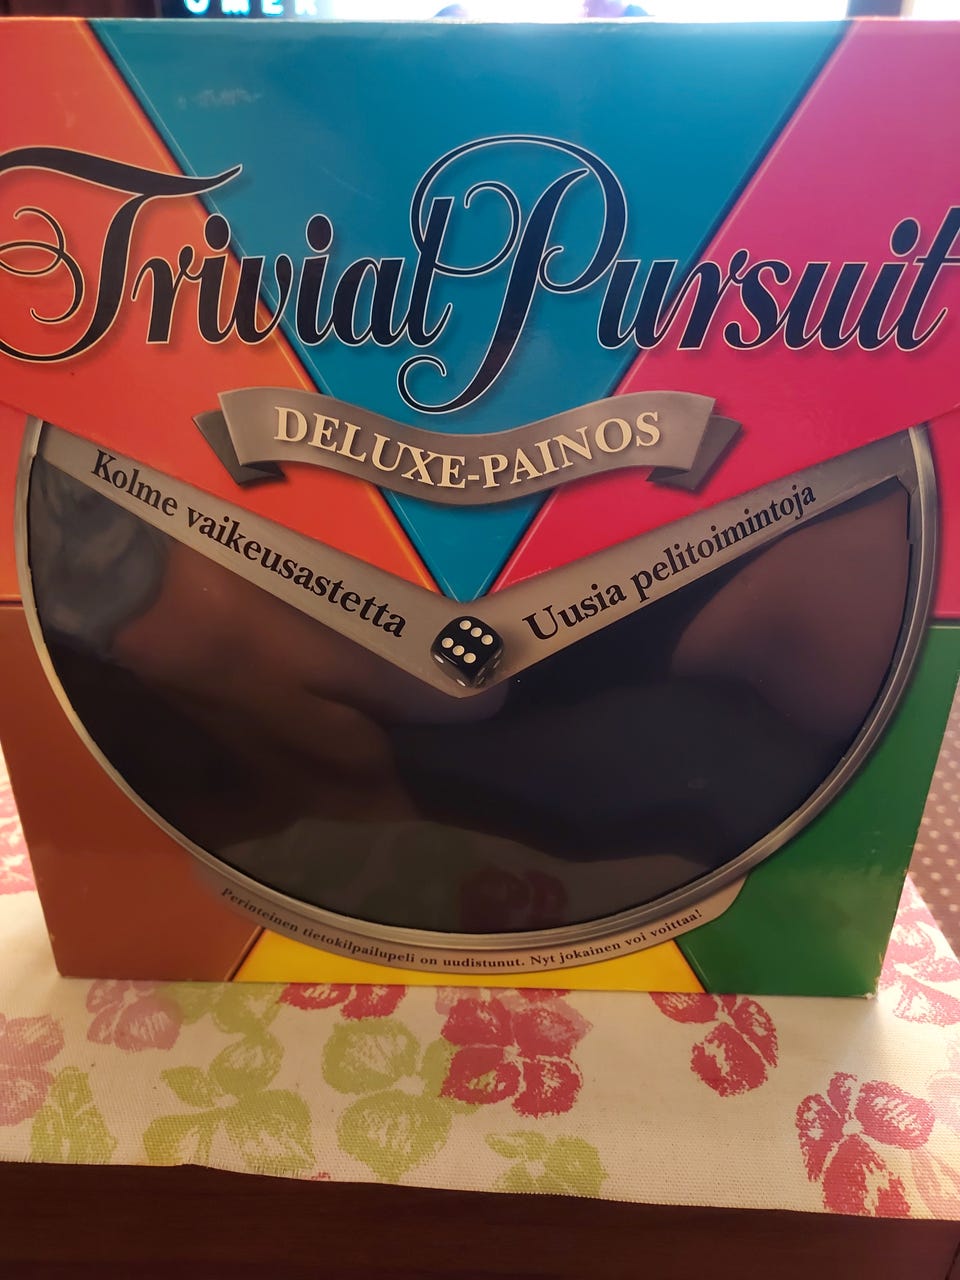 Trivial Pursuit
DELUXE-PAINOS
Kolme vaikeusastetta
Uusia pelitoimintoja
Perinteinen tietokilpailupeli on uudistunut. Nyt jokainen voi voittaa!